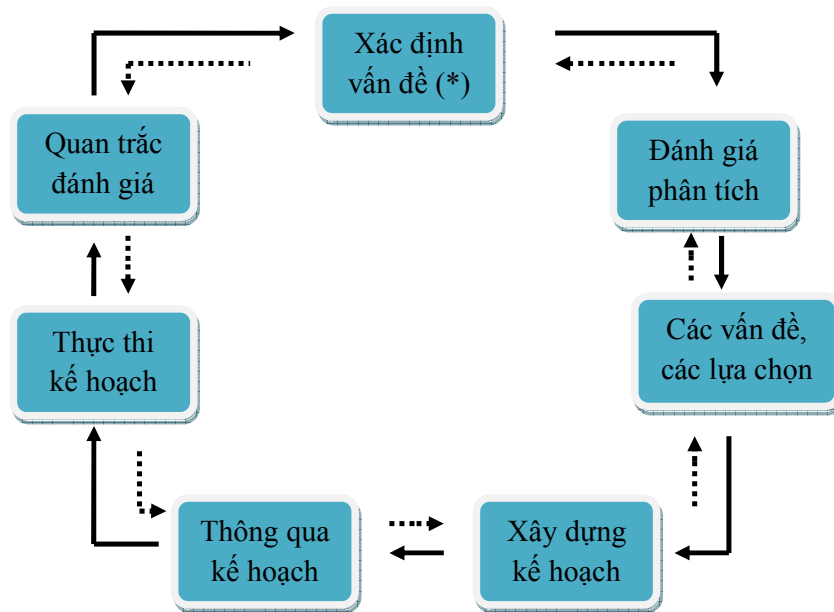 Xác định
vấn đề (*)
Đánh giá
phân tích
Các vấn đề,
các lựa chọn
Xây dựng
kế hoạch
Thông qua
kế hoạch
Thực thi
kế hoạch
Quan trắc
đánh giá